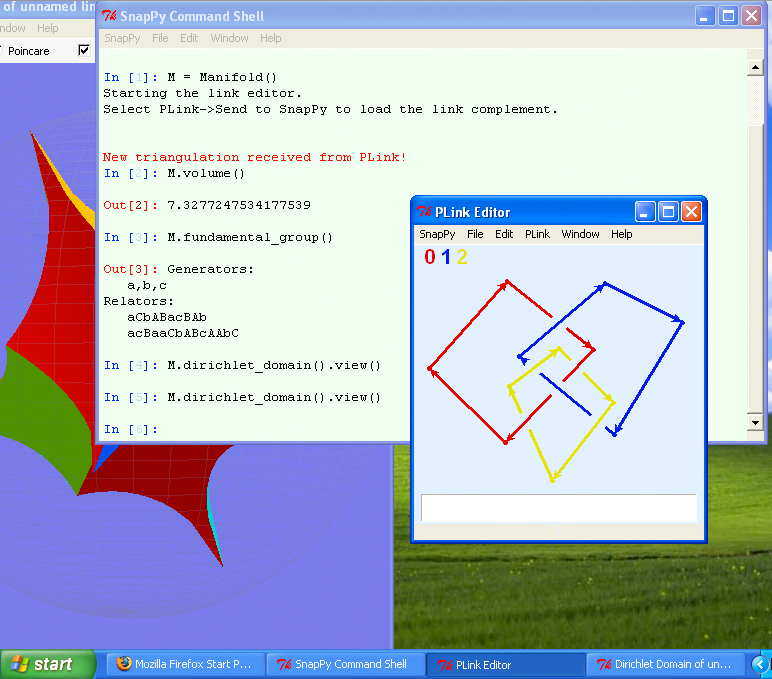 of unnamed lin
ndow Help
Poincare
SnapPy Command Shell
SnapPy File Edit Window Help
In [1]: M = Manifold()
Starting the link editor.
Select PLink->Send to SnapPy to load the link complement.
New triangulation received from PLink!
In [2]: M.volume()
Out[2]: 7.3277247534177539
In [3]: M.fundamental_group()
Out[3]: Generators:
a,b,c
Relators:
aCbABacBAb
acBaaCbABcAAbC
In [4]: M.dirichlet_domain().view()
In [5]: M.dirichlet_domain().view()
In [6]:
PLink Editor
SnapPy File Edit PLink Window Help
0 1 2
start
Mozilla Firefox Start P...
SnapPy Command Shell
PLink Editor
Dirichlet Domain of un...